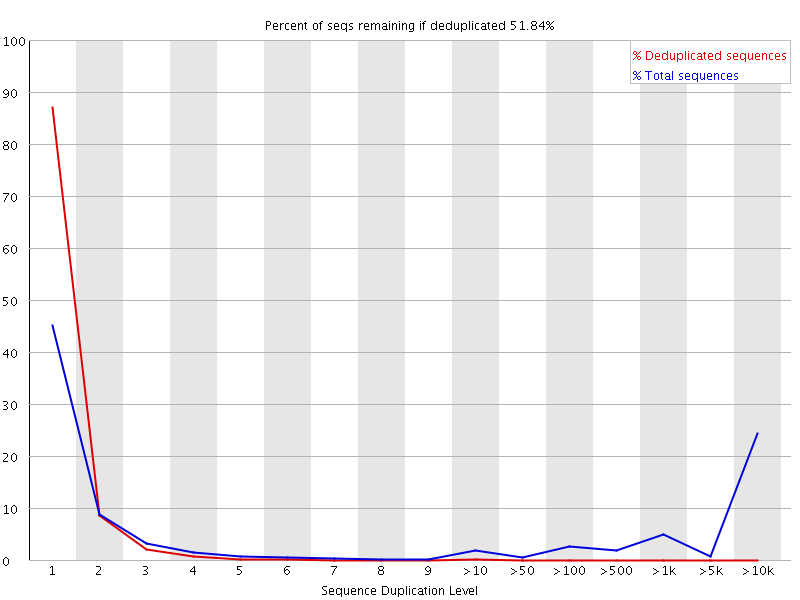 Percent of seqs remaining if deduplicated 51.84%
% Deduplicated sequences
% Total sequences
100
90
80
70
60
50
40
30
20
10
0
1 2 3 4 5 6 7 8 9 >10 >50 >100 >500 >1k >5k >10k
Sequence Duplication Level